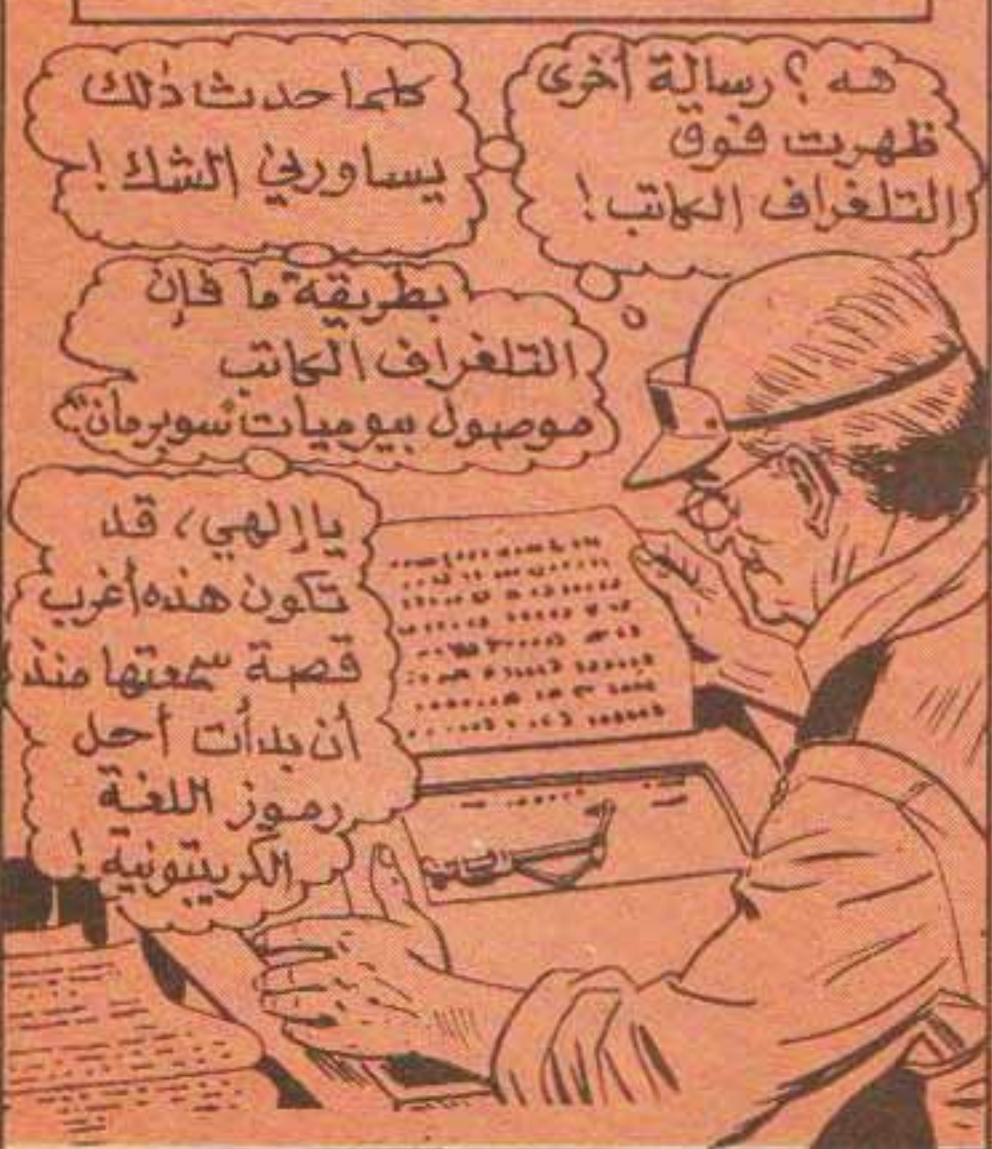 هه ؟ رسالة أخرى
ظهرت فوق
التلغراف الكاتب !
كلما حدث ذلك
يساورني الشك !
بطريقة ما فإن
التلغراف الكاتب
موصول بيوميات "سوبرمان"
يا إلهي ، قد
تكون هذه أغرب
قصة سمعتها منذ
أن بدأت أحل
رموز اللغة
الكريبتونية !